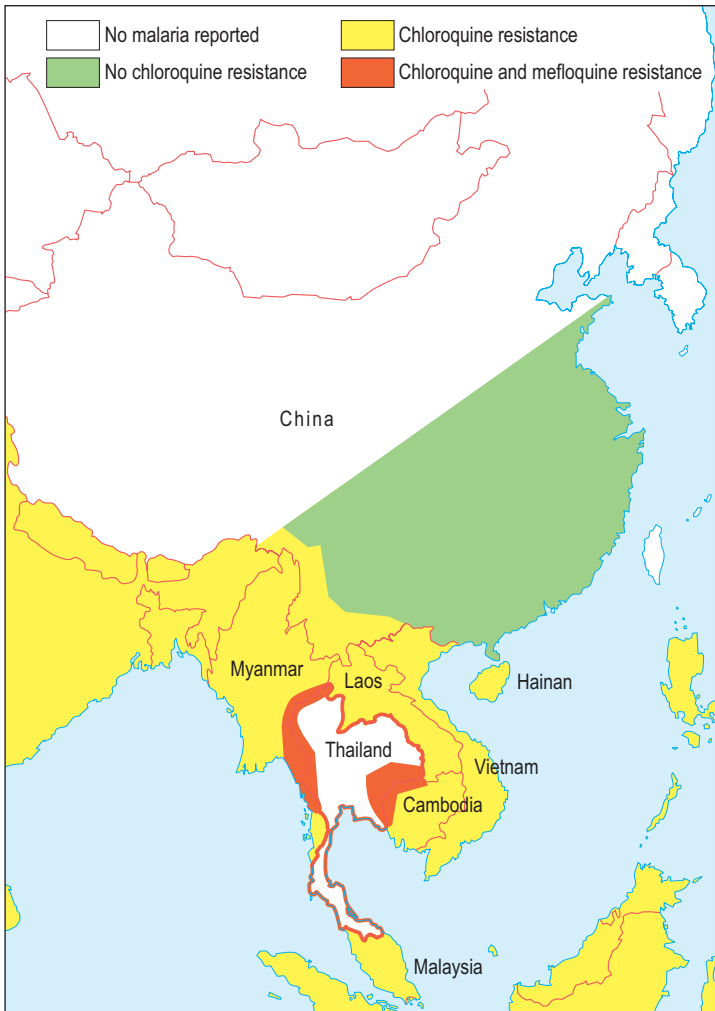 No malaria reported
Chloroquine resistance
No chloroquine resistance
Chloroquine and mefloquine resistance
China
Myanmar
Laos
Hainan
Thailand
Vietnam
Cambodia
Malaysia